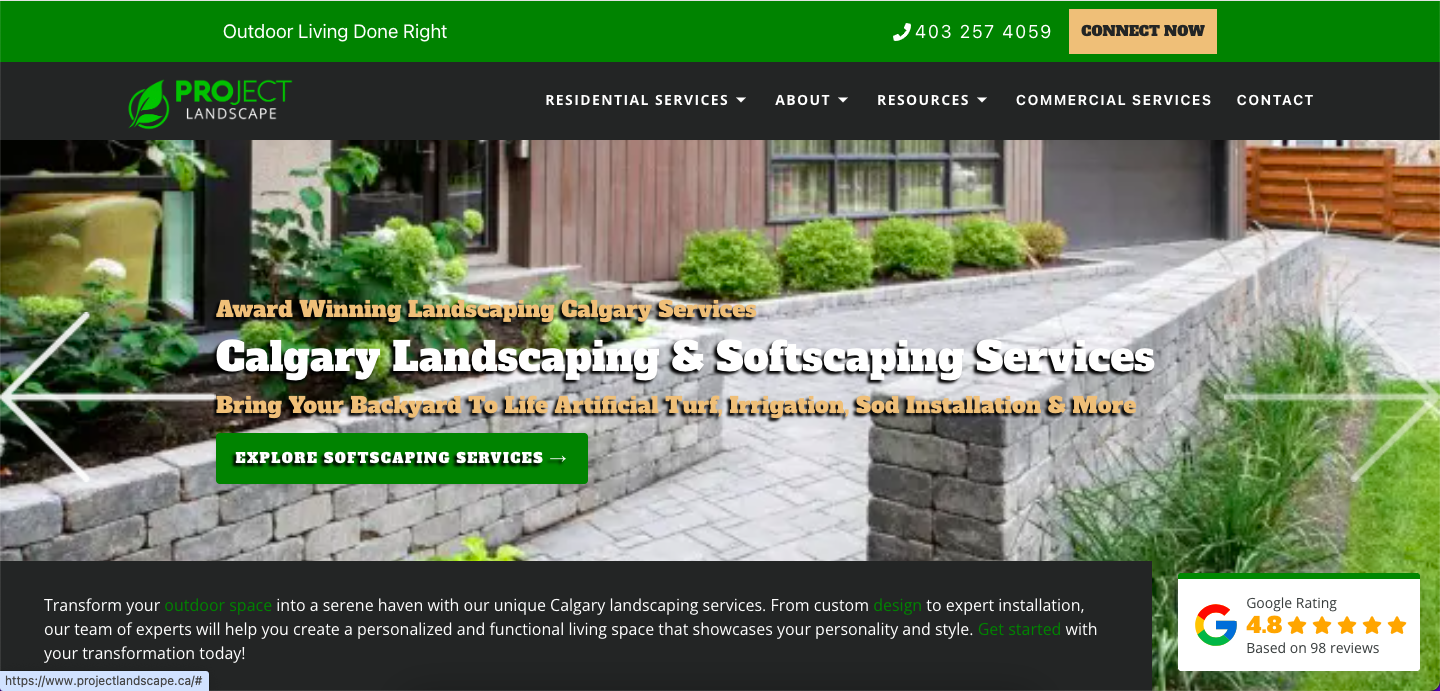 Outdoor Living Done Right
403 257 4059
CONNECT NOW
PROJECT
LANDSCAPE
RESIDENTIAL SERVICES
ABOUT
RESOURCES
COMMERCIAL SERVICES
CONTACT
Award Winning Landscaping Calgary Services
Calgary Landscaping & Softscaping Services
Bring Your Backyard To Life Artificial Turf, Irrigation, Sod Installation & More
EXPLORE SOFTSCAPING SERVICES →
Transform your outdoor space into a serene haven with our unique Calgary landscaping services. From custom design to expert installation,
our team of experts will help you create a personalized and functional living space that showcases your personality and style. Get started with
your transformation today!
Google Rating
4.8
Based on 98 reviews
https://www.projectlandscape.ca/#